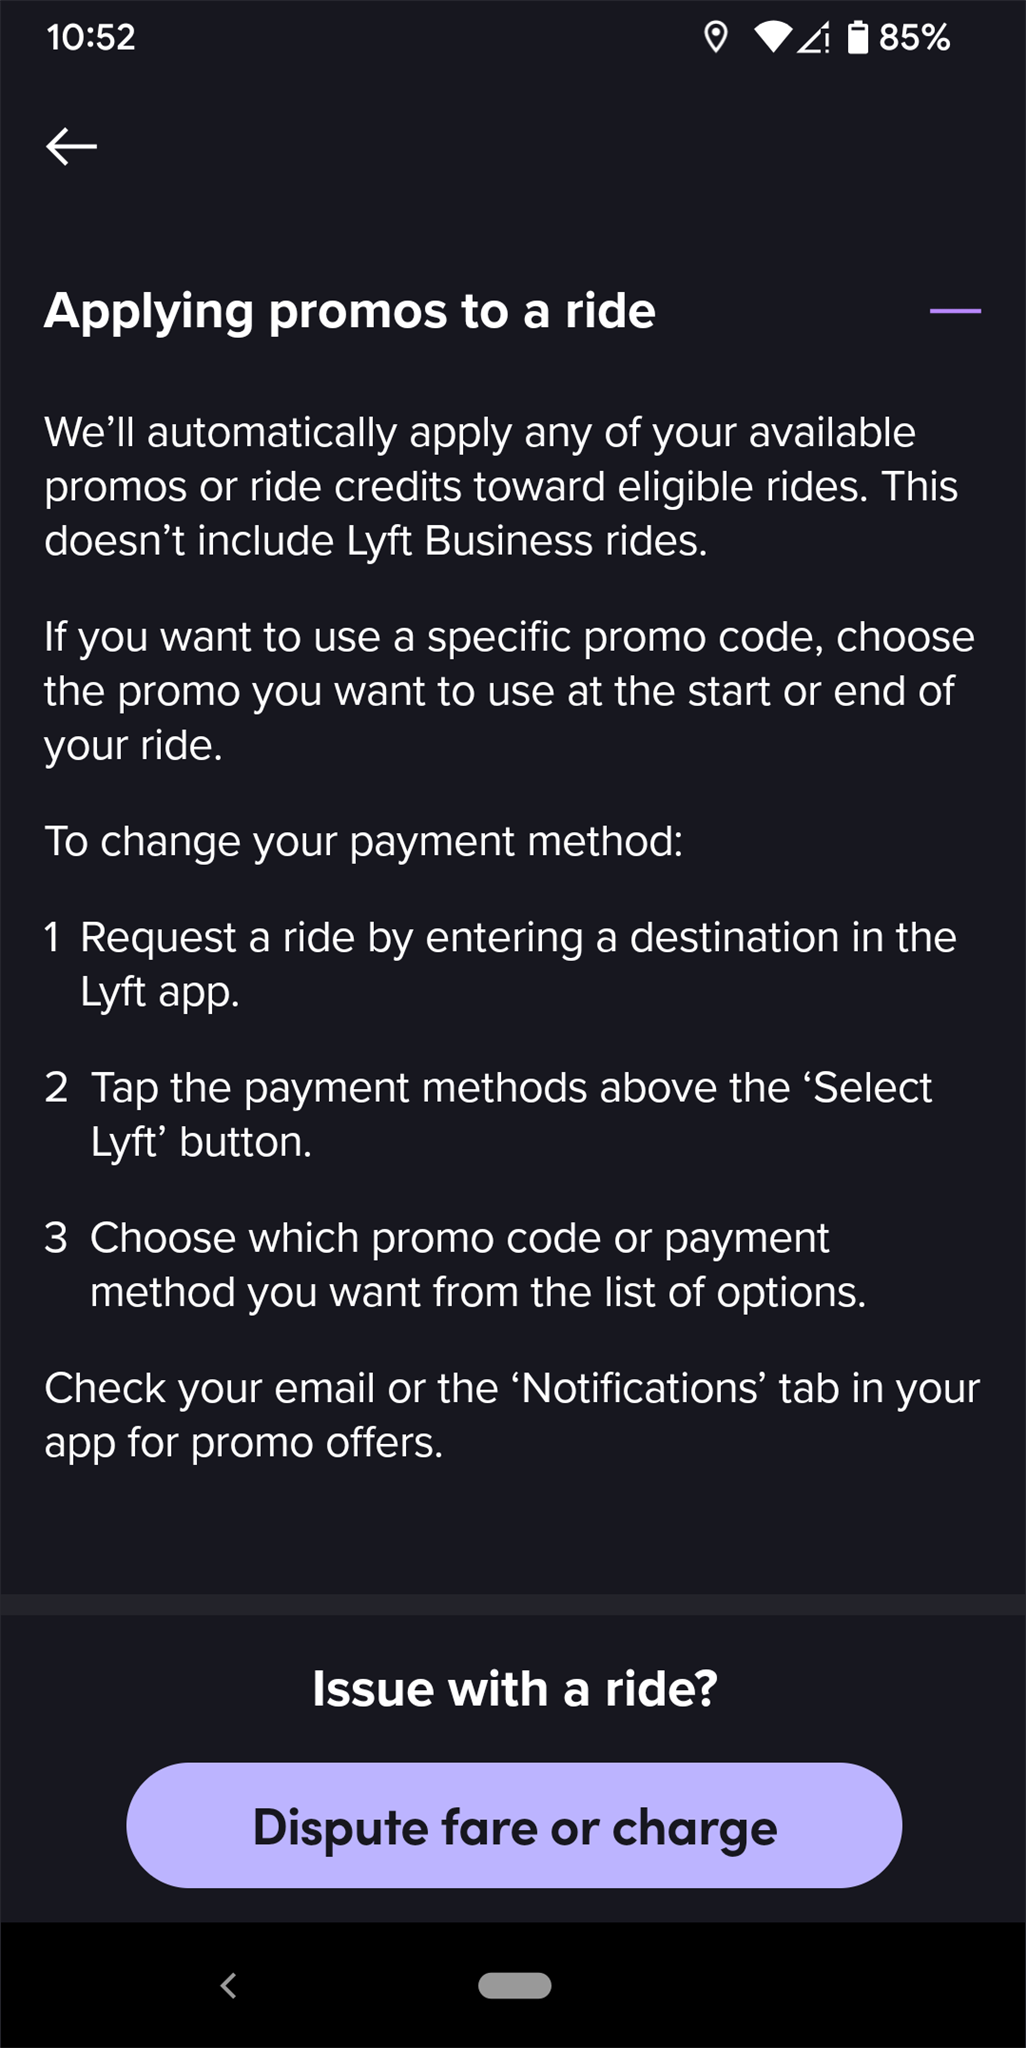 10:52
85%
Applying promos to a ride
We’ll automatically apply any of your available
promos or ride credits toward eligible rides. This
doesn’t include Lyft Business rides.
If you want to use a specific promo code, choose
the promo you want to use at the start or end of
your ride.
To change your payment method:
1 Request a ride by entering a destination in the
Lyft app.
2 Tap the payment methods above the ‘Select
Lyft’ button.
3 Choose which promo code or payment
method you want from the list of options.
Check your email or the ‘Notifications’ tab in your
app for promo offers.
Issue with a ride?
Dispute fare or charge